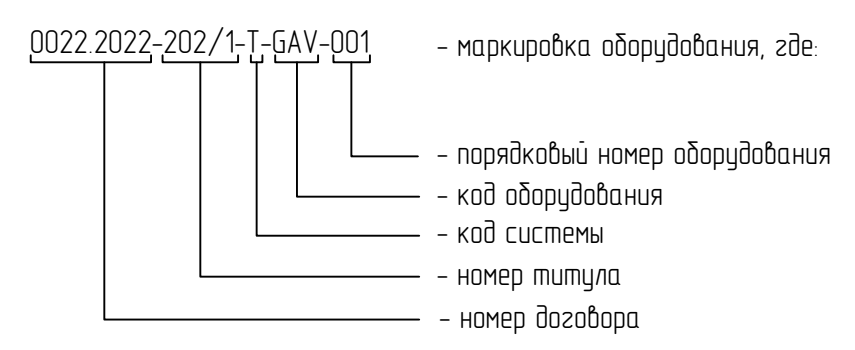 0022.2022-202/1-T-GAV-001 - маркировка оборудования, где:
- порядковый номер оборудования
- код оборудования
- код системы
- номер титула
- номер договора